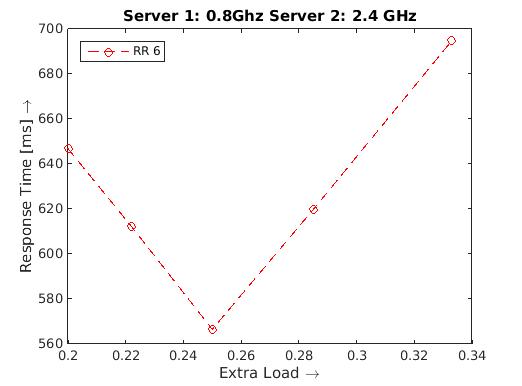 Server 1: 0.8Ghz Server 2: 2.4 GHz
700
RR 6
680
660
640
620
600
580
560
Response Time [ms] →
0.2 0.22 0.24 0.26 0.28 0.3 0.32 0.34
Extra Load →